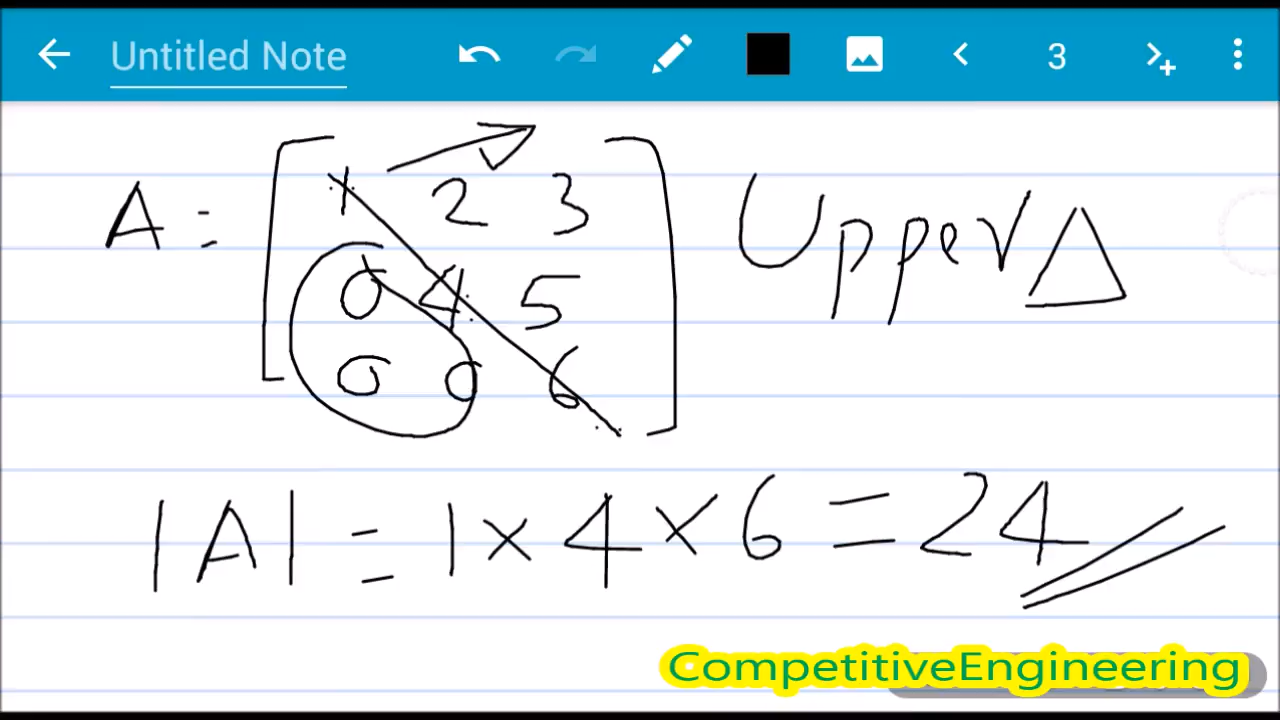 Untitled Note 3
1 2 3
A = 0 4 5 Upper Δ
0 0 6
|A| = 1 × 4 × 6 = 24
CompetitiveEngineering